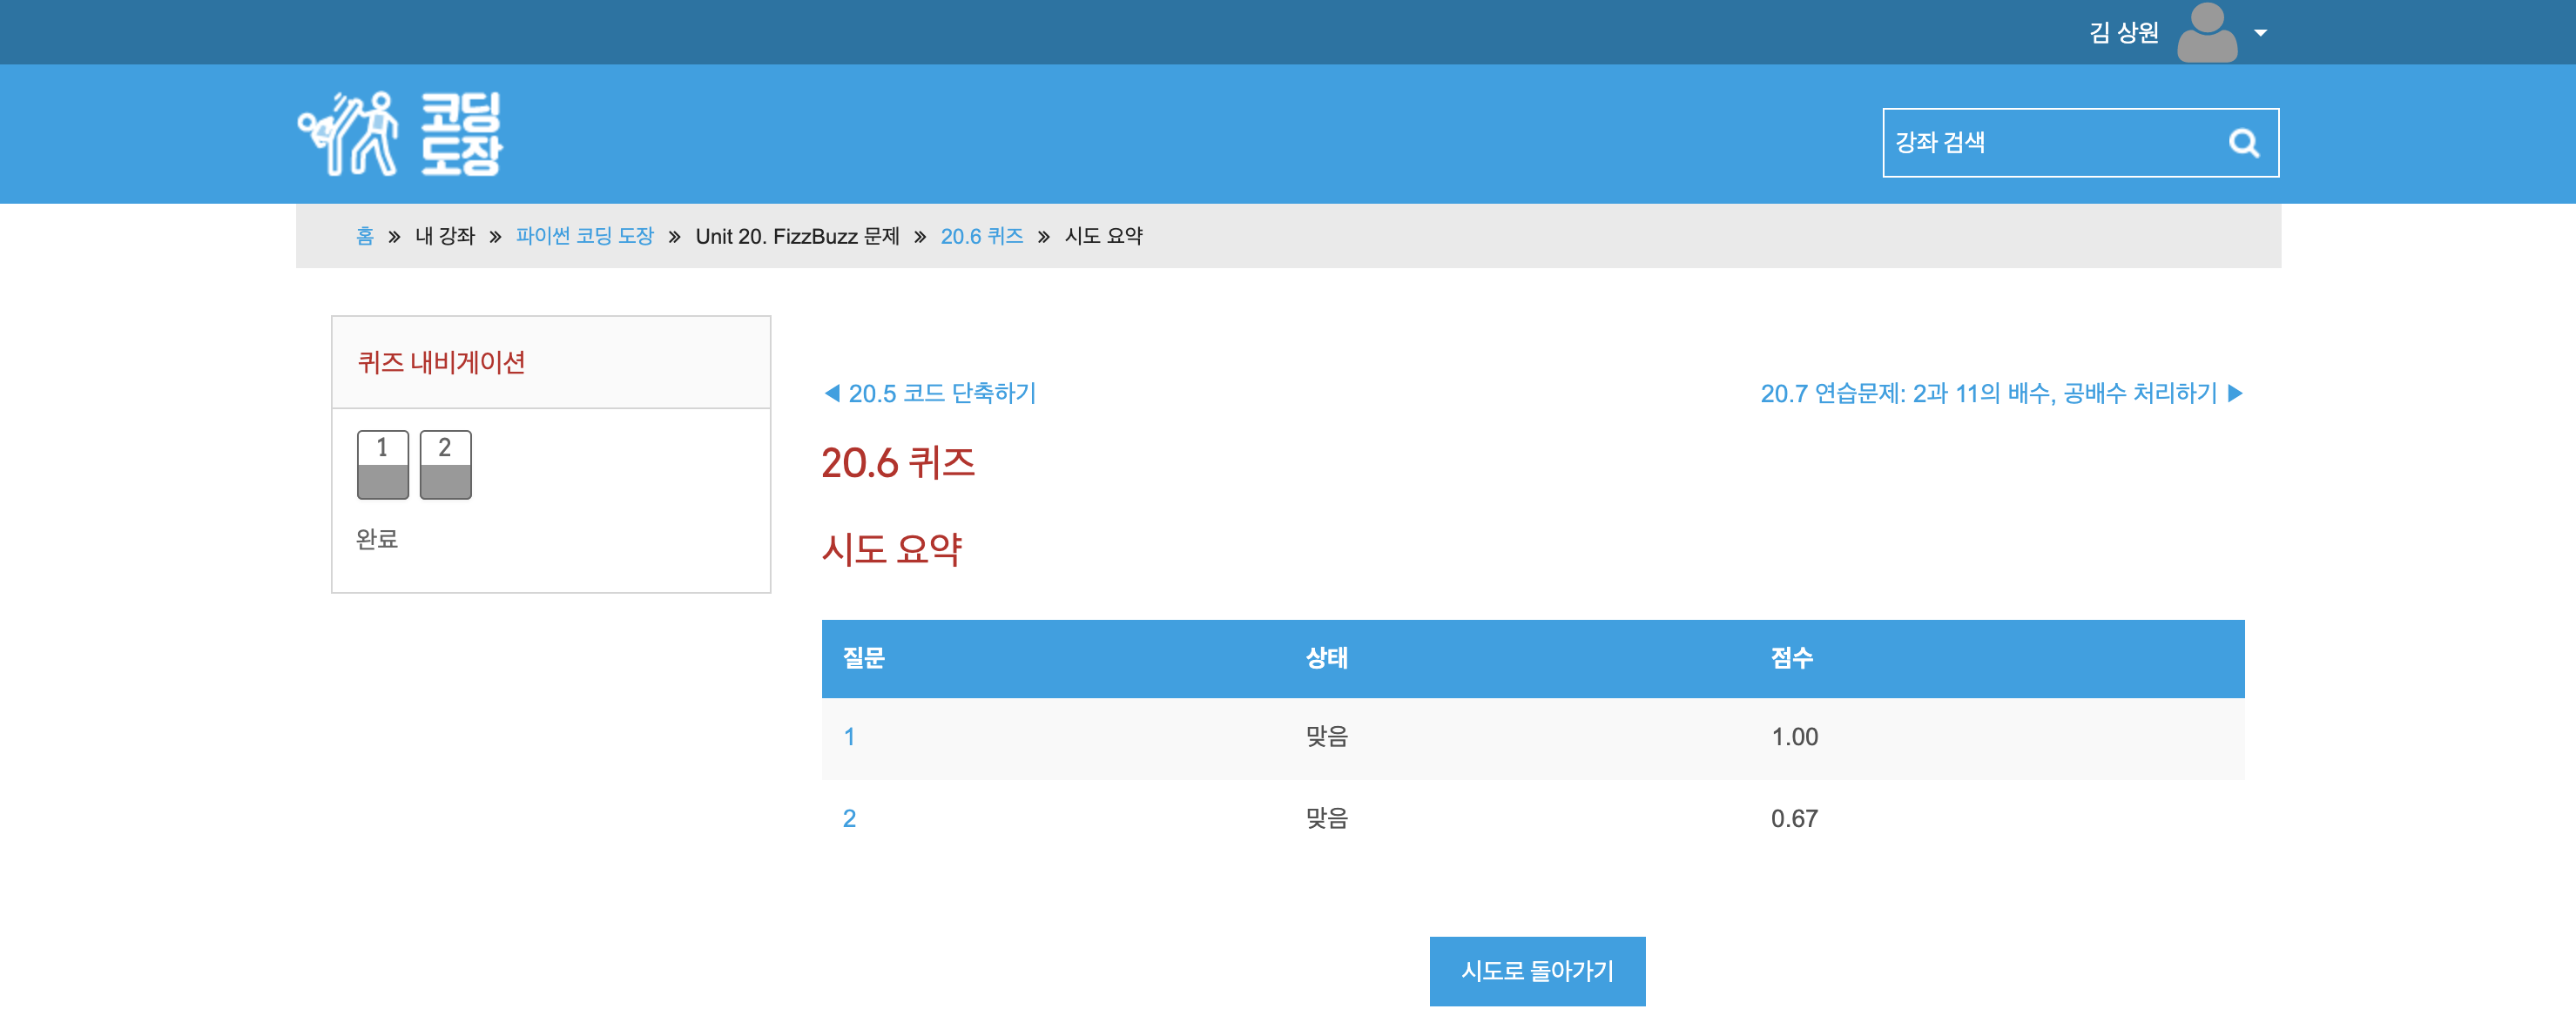 김 상원
코딩
도장
강좌 검색
홈 » 내 강좌 » 파이썬 코딩 도장 » Unit 20. FizzBuzz 문제 » 20.6 퀴즈 » 시도 요약
퀴즈 내비게이션
1 2
완료
◀ 20.5 코드 단축하기
20.7 연습문제: 2과 11의 배수, 공배수 처리하기 ▶
20.6 퀴즈
시도 요약
질문 상태 점수
1 맞음 1.00
2 맞음 0.67
시도로 돌아가기